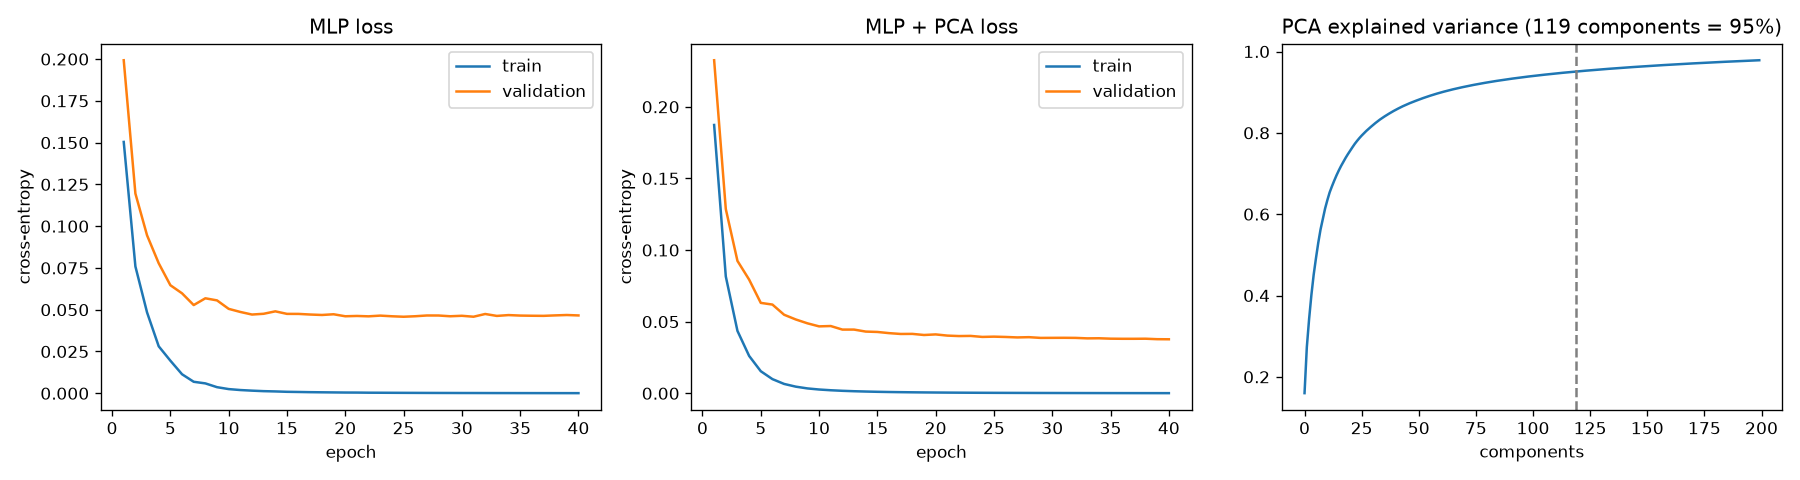 MLP loss
0.200
0.175
0.150
0.125
0.100
0.075
0.050
0.025
0.000
cross-entropy
train
validation
0 5 10 15 20 25 30 35 40
epoch
MLP + PCA loss
0.20
0.15
0.10
0.05
0.00
cross-entropy
train
validation
0 5 10 15 20 25 30 35 40
epoch
PCA explained variance (119 components = 95%)
1.0
0.8
0.6
0.4
0.2
0 25 50 75 100 125 150 175 200
components